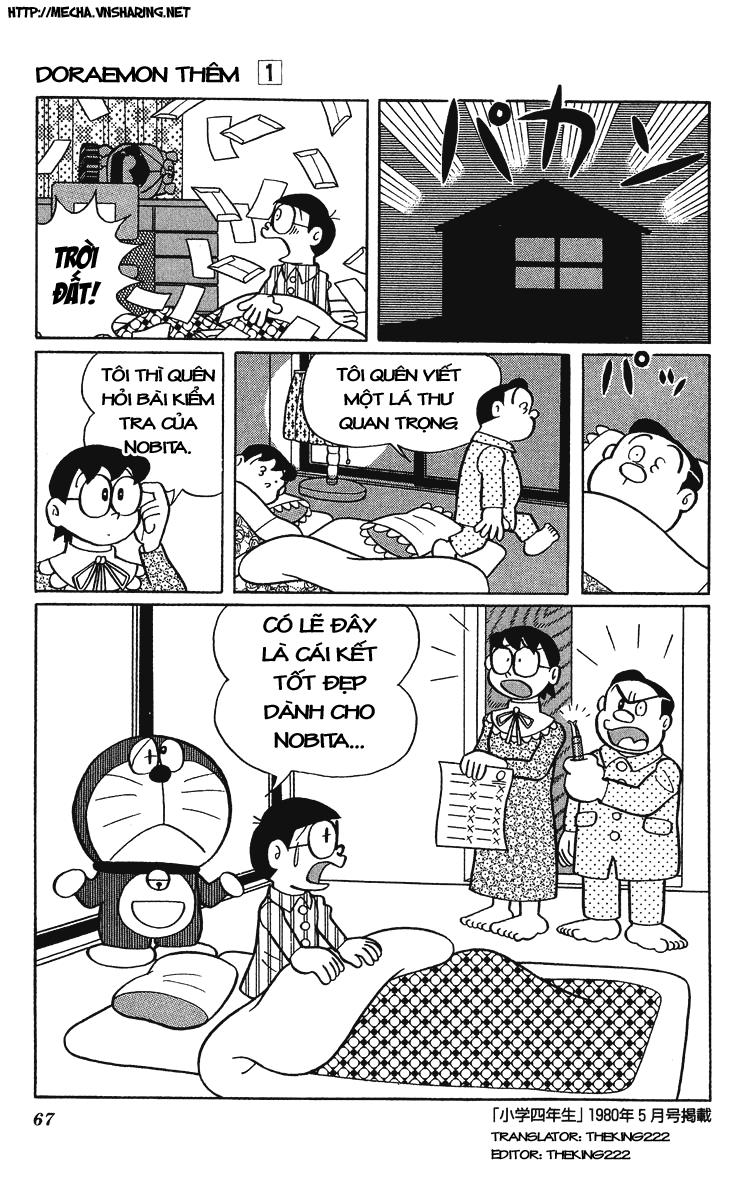 HTTP://MECHA.VNSHARING.NET
DORAEMON THÊM 1
TRỜI
ĐẤT!
パカン
TÔI THÌ QUÊN
HỎI BÀI KIỂM
TRA CỦA
NOBITA.
TÔI QUÊN VIẾT
MỘT LÁ THƯ
QUAN TRỌNG.
パッ
CÓ LẼ ĐÂY
LÀ CÁI KẾT
TỐT ĐẸP
DÀNH CHO
NOBITA...
67
「小学四年生」1980年5月号掲載
TRANSLATOR: THEKING222
EDITOR: THEKING222